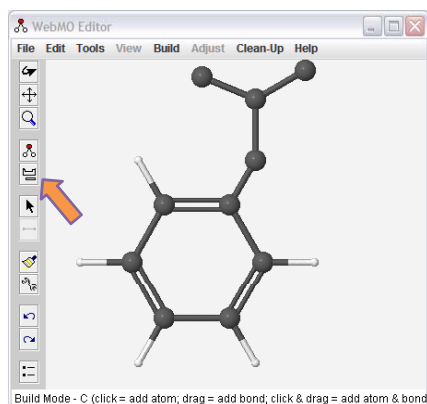 WebMO Editor
File Edit Tools View Build Adjust Clean-Up Help
Build Mode - C (click = add atom; drag = add bond; click & drag = add atom & bond